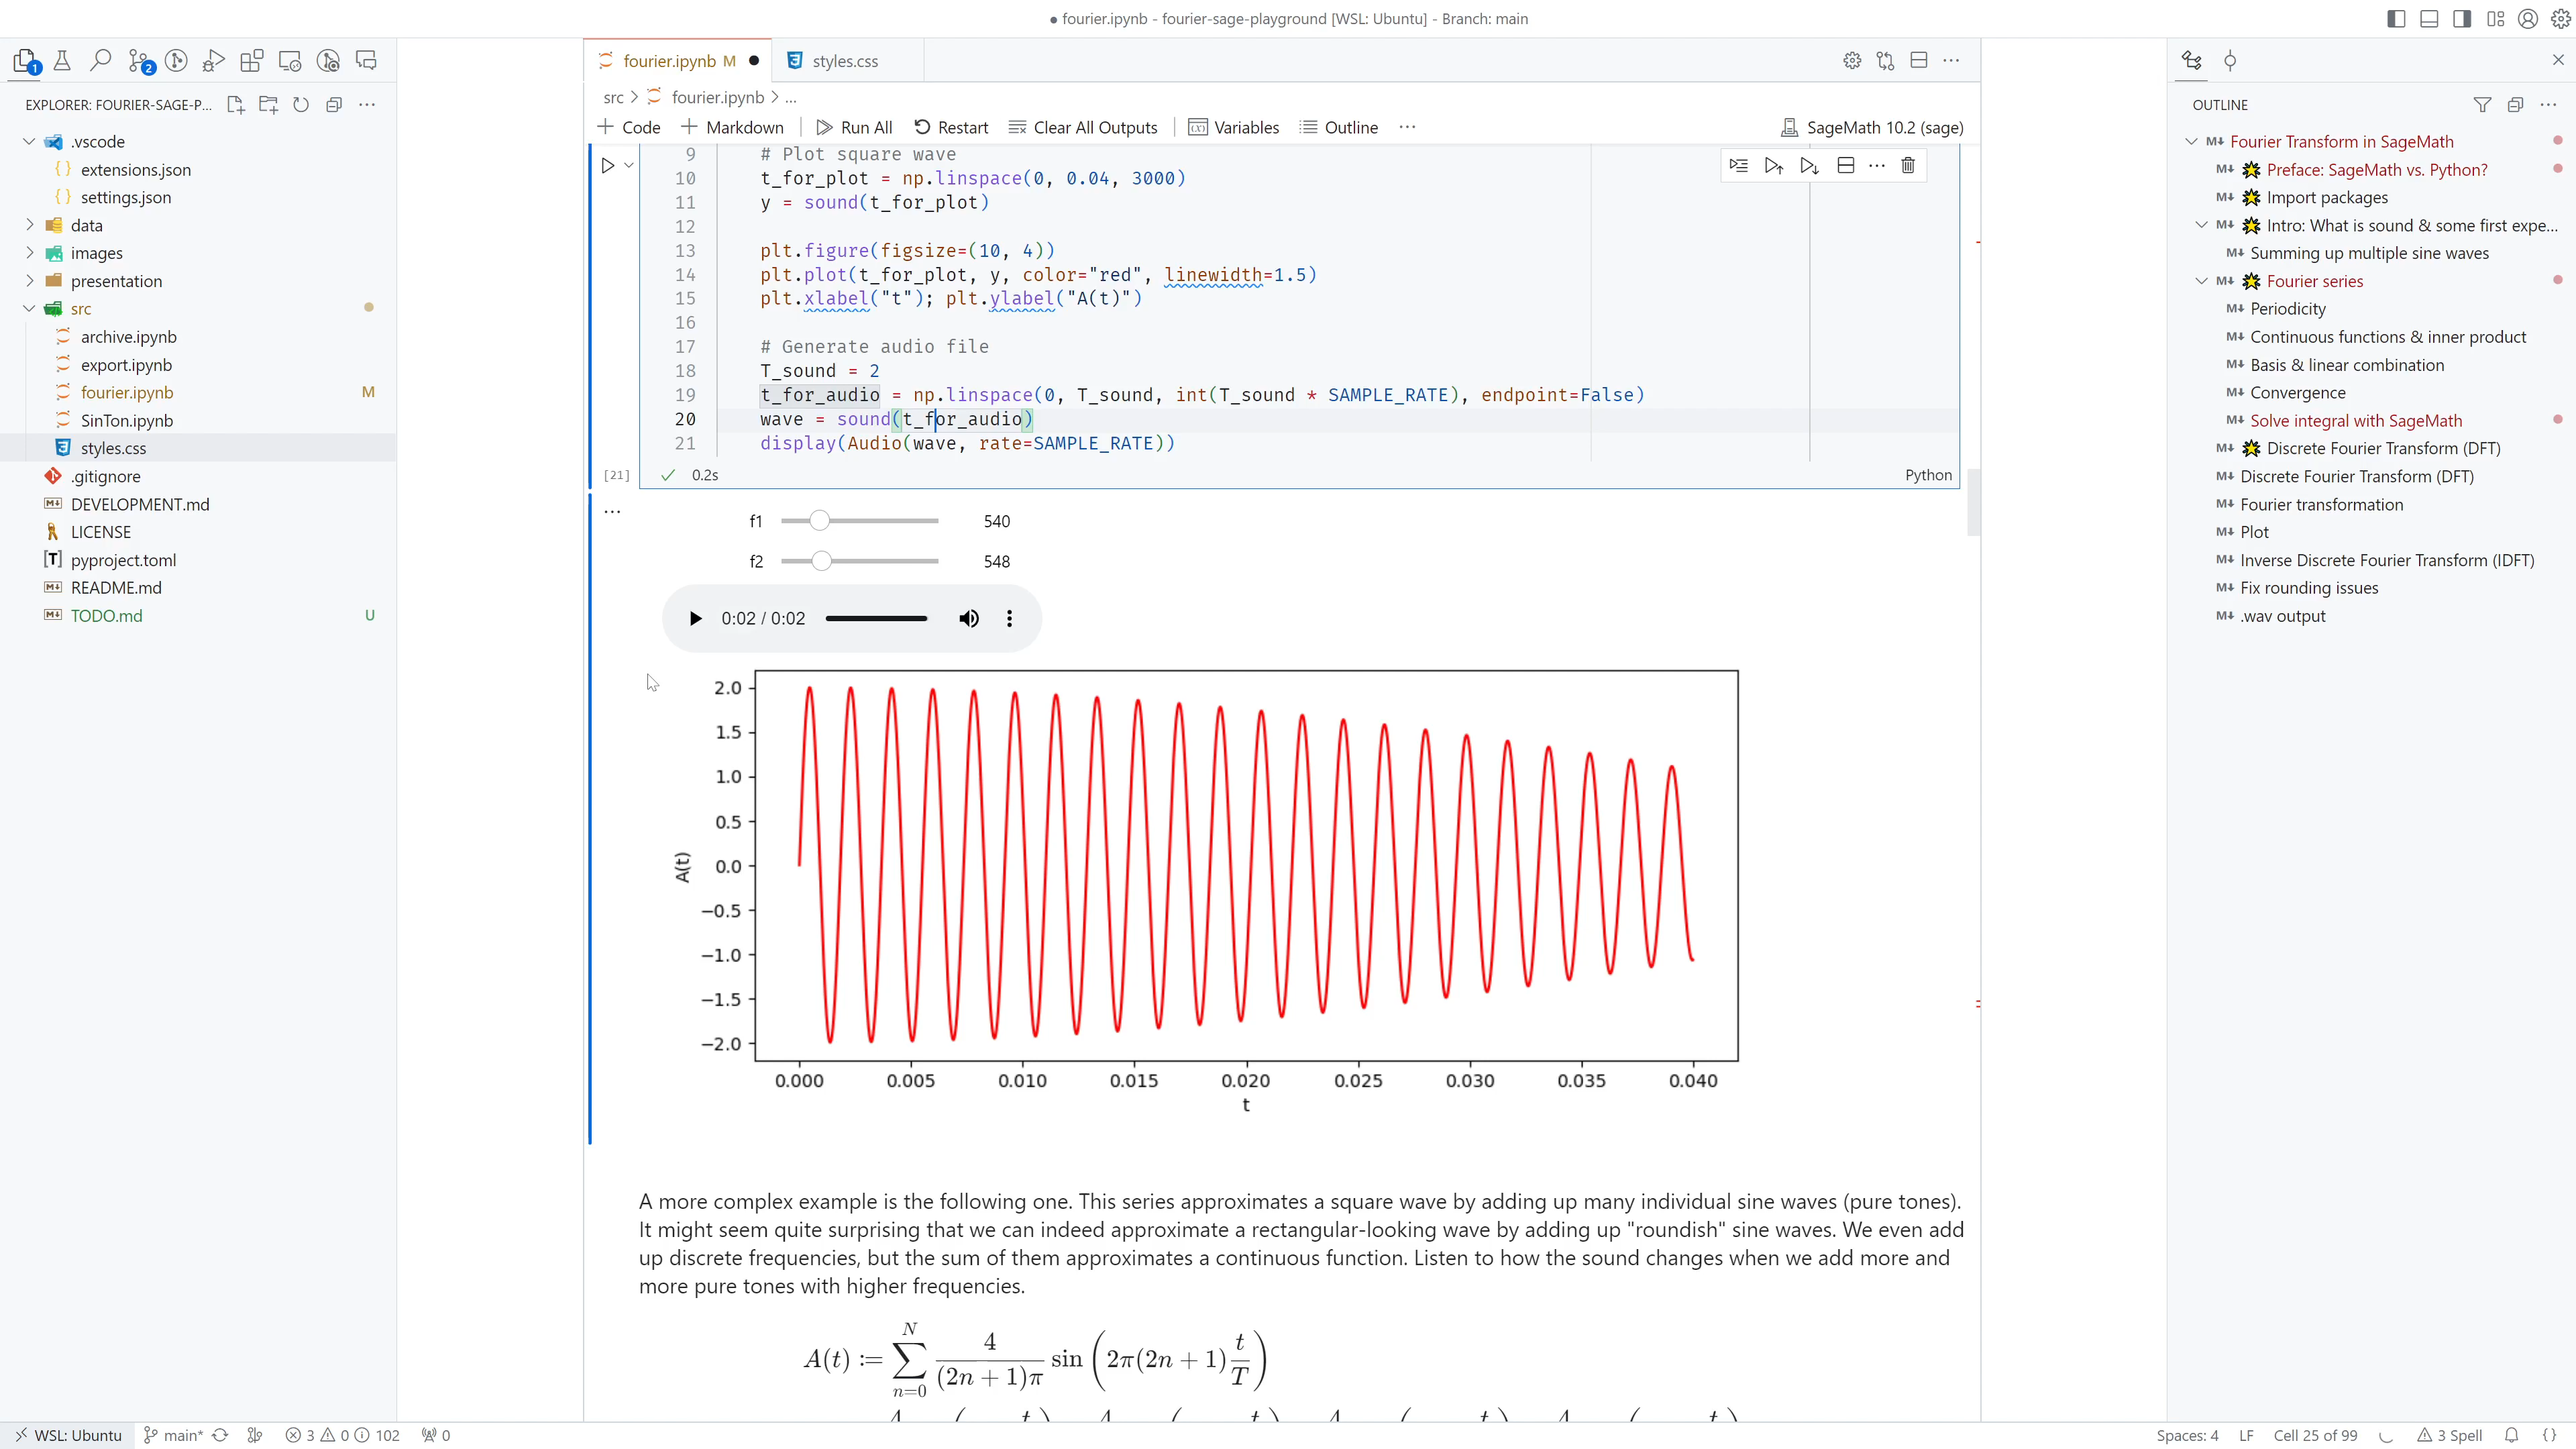 ● fourier.ipynb - fourier-sage-playground [WSL: Ubuntu] - Branch: main
1
2
EXPLORER: FOURIER-SAGE-P...
.vscode
{ } extensions.json
{ } settings.json
data
images
presentation
src
archive.ipynb
export.ipynb
fourier.ipynb M
SinTon.ipynb
styles.css
.gitignore
DEVELOPMENT.md
LICENSE
[T] pyproject.toml
README.md
TODO.md U
fourier.ipynb M ●
styles.css
src > fourier.ipynb > ...
+ Code + Markdown Run All Restart Clear All Outputs Variables Outline ...
SageMath 10.2 (sage)
9 # Plot square wave
10 t_for_plot = np.linspace(0, 0.04, 3000)
11 y = sound(t_for_plot)
12
13 plt.figure(figsize=(10, 4))
14 plt.plot(t_for_plot, y, color="red", linewidth=1.5)
15 plt.xlabel("t"); plt.ylabel("A(t)")
16
17 # Generate audio file
18 T_sound = 2
19 t_for_audio = np.linspace(0, T_sound, int(T_sound * SAMPLE_RATE), endpoint=False)
20 wave = sound(t_for_audio)
21 display(Audio(wave, rate=SAMPLE_RATE))
[21] ✓ 0.2s Python
f1 540
f2 548
0:02 / 0:02
2.0
1.5
1.0
0.5
0.0
−0.5
−1.0
−1.5
−2.0
A(t)
0.000 0.005 0.010 0.015 0.020 0.025 0.030 0.035 0.040
t
A more complex example is the following one. This series approximates a square wave by adding up many individual sine waves (pure tones).
It might seem quite surprising that we can indeed approximate a rectangular-looking wave by adding up "roundish" sine waves. We even add
up discrete frequencies, but the sum of them approximates a continuous function. Listen to how the sound changes when we add more and
more pure tones with higher frequencies.
A(t) := ∑_{n=0}^{N} 4/((2n + 1)π) sin (2π(2n + 1) t/T)
OUTLINE
M↓ Fourier Transform in SageMath
M↓ Preface: SageMath vs. Python?
M↓ Import packages
M↓ Intro: What is sound & some first expe...
M↓ Summing up multiple sine waves
M↓ Fourier series
M↓ Periodicity
M↓ Continuous functions & inner product
M↓ Basis & linear combination
M↓ Convergence
M↓ Solve integral with SageMath
M↓ Discrete Fourier Transform (DFT)
M↓ Discrete Fourier Transform (DFT)
M↓ Fourier transformation
M↓ Plot
M↓ Inverse Discrete Fourier Transform (IDFT)
M↓ Fix rounding issues
M↓ .wav output
WSL: Ubuntu main* 3 0 102 0
Spaces: 4 LF Cell 25 of 99 3 Spell { }